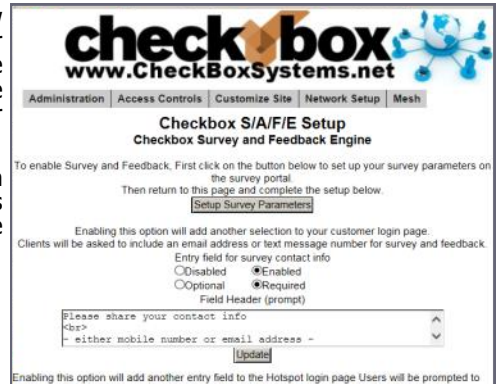 check box
www.CheckBoxSystems.net
Administration Access Controls Customize Site Network Setup Mesh
Checkbox S/A/F/E Setup
Checkbox Survey and Feedback Engine
To enable Survey and Feedback, First click on the button below to set up your survey parameters on
the survey portal.
Then return to this page and complete the setup below.
Setup Survey Parameters
Enabling this option will add another selection to your customer login page.
Clients will be asked to include an email address or text message number for survey and feedback.
Entry field for survey contact info
Disabled Enabled
Optional Required
Field Header (prompt)
Please share your contact info
<br>
- either mobile number or email address -
Update
Enabling this option will add another entry field to the Hotspot login page Users will be prompted to